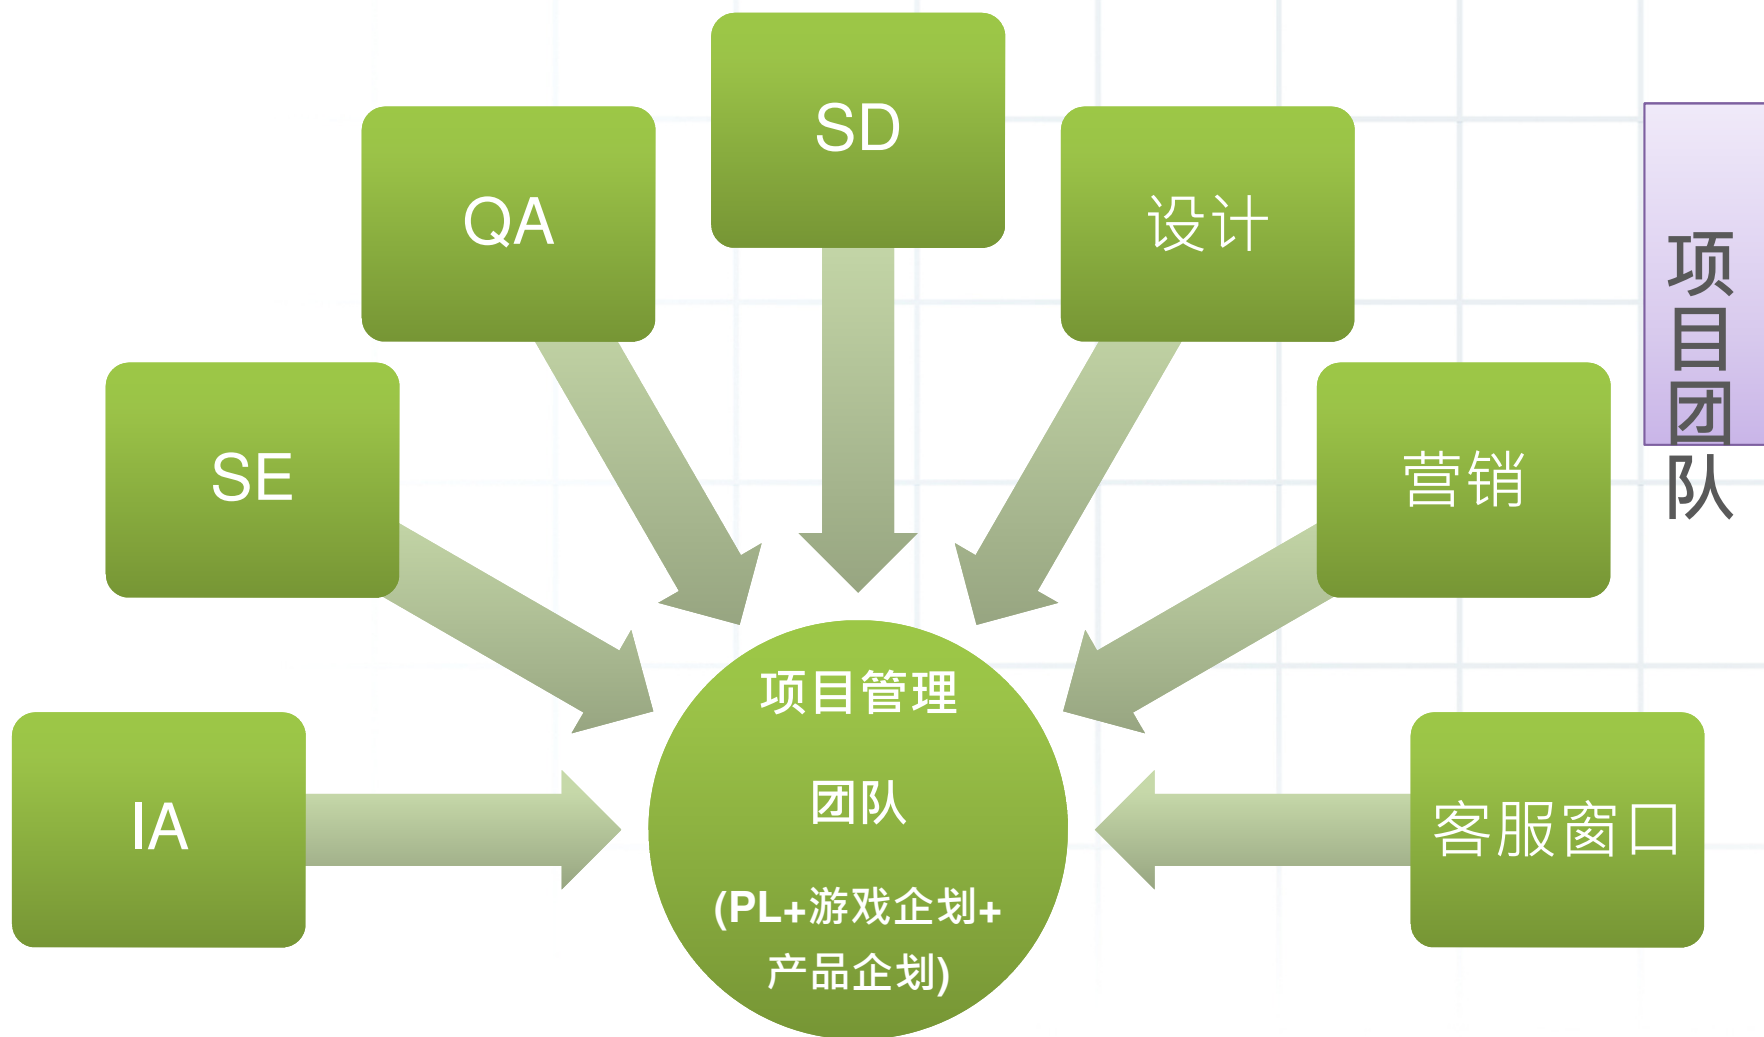 SD
QA
设计
项
目
团
队
SE
营销
IA
客服窗口
项目管理
团队
(PL+游戏企划+
产品企划)